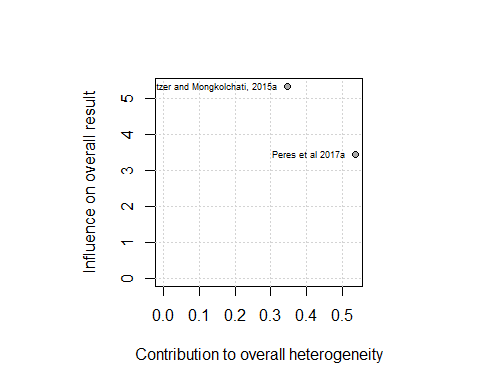 tzer and Mongkolchati, 2015a
Peres et al 2017a
Influence on overall result
5
4
3
2
1
0
0.0 0.1 0.2 0.3 0.4 0.5
Contribution to overall heterogeneity